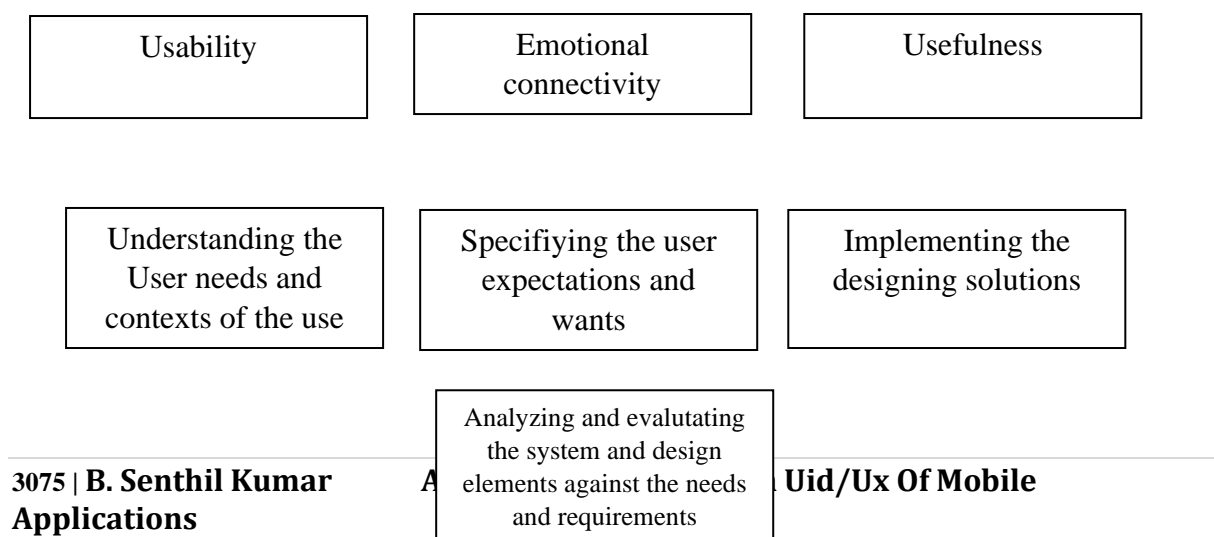 Usability
Emotional
connectivity
Usefulness
Understanding the
User needs and
contexts of the use
Specifiying the user
expectations and
wants
Implementing the
designing solutions
Analyzing and evalutating
the system and design
elements against the needs
and requirements
3075 | B. Senthil Kumar Uid/Ux Of Mobile
Applications